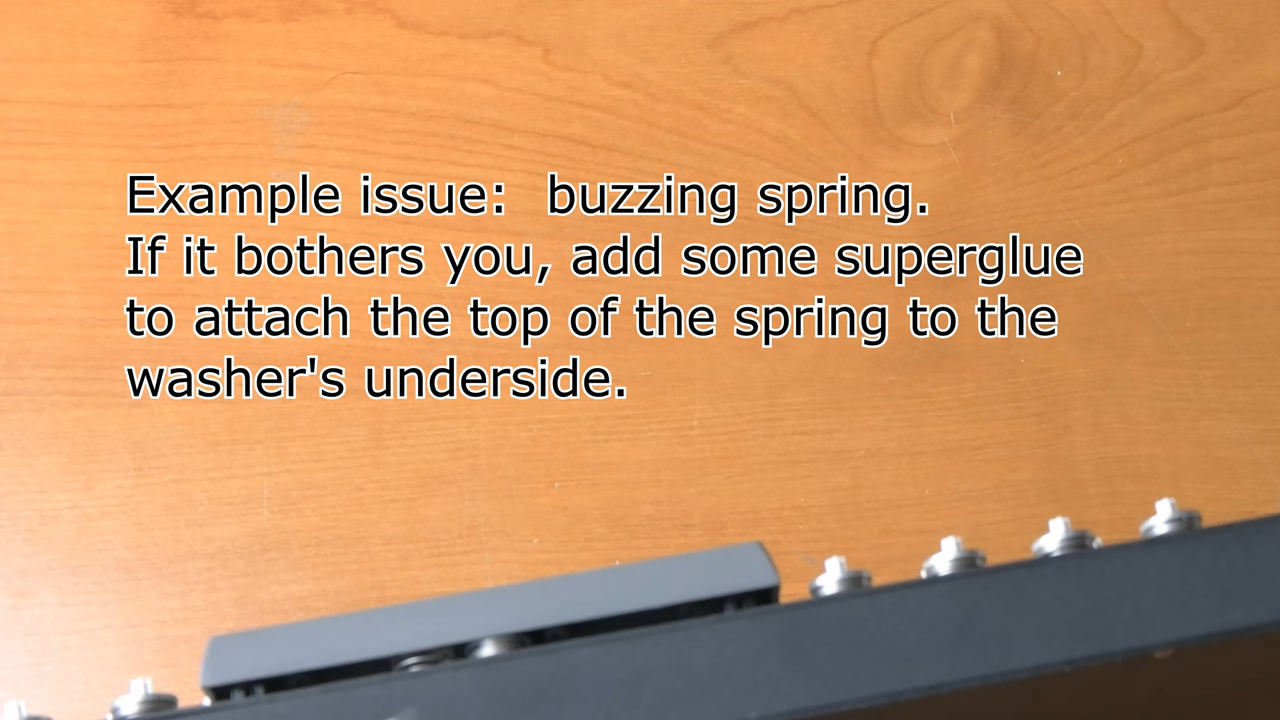 Example issue:  buzzing spring.
If it bothers you, add some superglue
to attach the top of the spring to the
washer's underside.